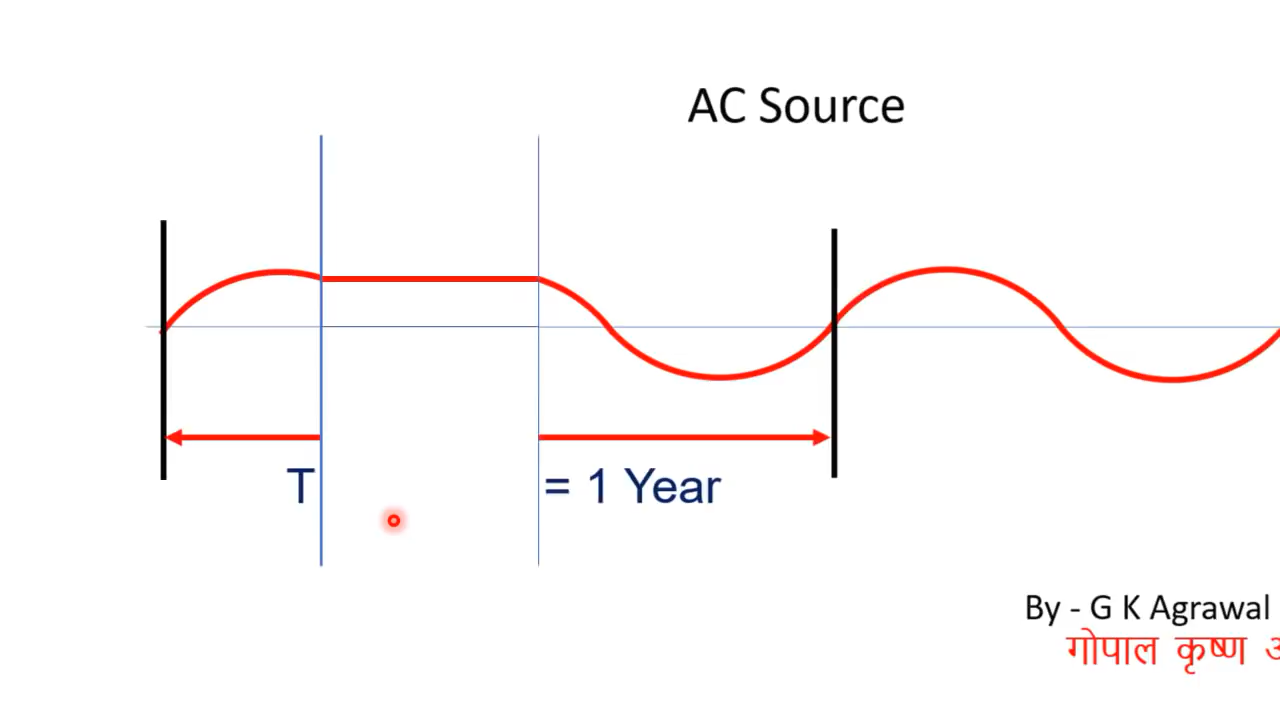 AC Source
T = 1 Year
By - G K Agrawal
गोपाल कृष्ण